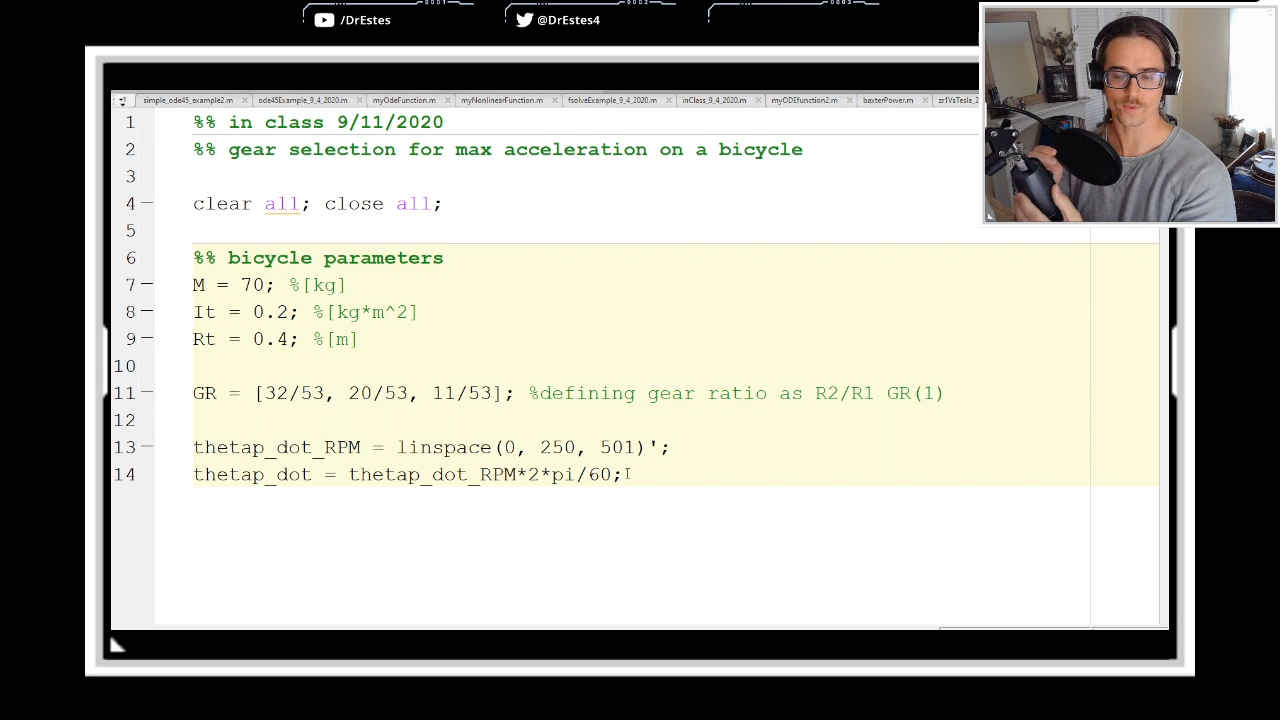 0001
0002
0003
/DrEstes
@DrEstes4
simple_ode45_example2.m
ode45Example_9_4_2020.m
myOdeFunction.m
myNonlinearFunction.m
fsolveExample_9_4_2020.m
inClass_9_4_2020.m
myODEfunction2.m
baxterPower.m
zr1VsTesla_2
1 %% in class 9/11/2020
2 %% gear selection for max acceleration on a bicycle
3
4 clear all; close all;
5
6 %% bicycle parameters
7 M = 70; %[kg]
8 It = 0.2; %[kg*m^2]
9 Rt = 0.4; %[m]
10
11 GR = [32/53, 20/53, 11/53]; %defining gear ratio as R2/R1 GR(1)
12
13 thetap_dot_RPM = linspace(0, 250, 501)';
14 thetap_dot = thetap_dot_RPM*2*pi/60;